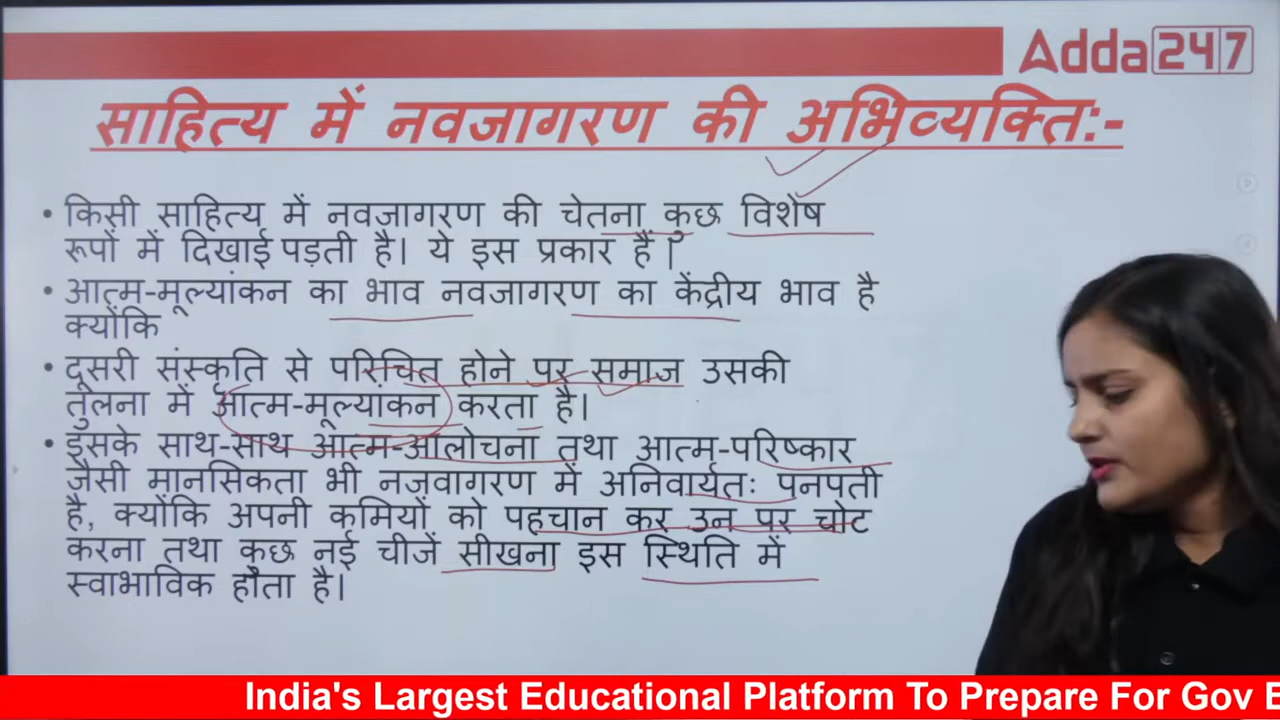 Adda247
साहित्य में नवजागरण की अभिव्यक्ति:-
• किसी साहित्य में नवजागरण की चेतना कुछ विशेष
रूपों में दिखाई पड़ती है। ये इस प्रकार हैं |
• आत्म-मूल्यांकन का भाव नवजागरण का केंद्रीय भाव है
क्योंकि
• दूसरी संस्कृति से परिचित होने पर समाज उसकी
तुलना में आत्म-मूल्यांकन करता है।
• इसके साथ-साथ आत्म-आलोचना तथा आत्म-परिष्कार
जैसी मानसिकता भी नजवागरण में अनिवार्यतः पनपती
है, क्योंकि अपनी कमियों को पहचान कर उन पर चोट
करना तथा कुछ नई चीजें सीखना इस स्थिति में
स्वाभाविक होता है।
India's Largest Educational Platform To Prepare For Gov E